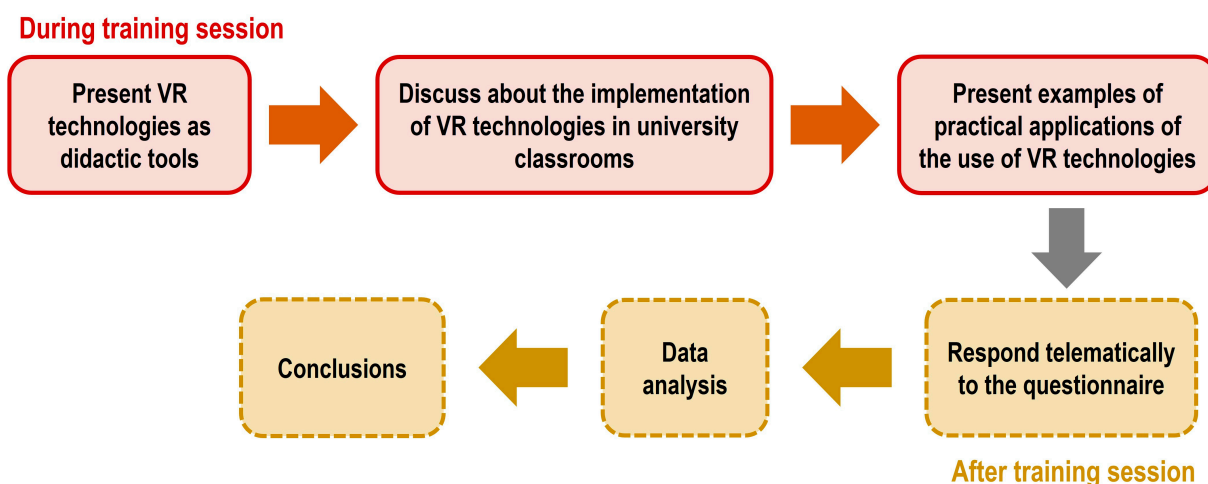 During training session
Present VR
technologies as
didactic tools
Discuss about the implementation
of VR technologies in university
classrooms
Present examples of
practical applications of
the use of VR technologies
Respond telematically
to the questionnaire
Data
analysis
Conclusions
After training session